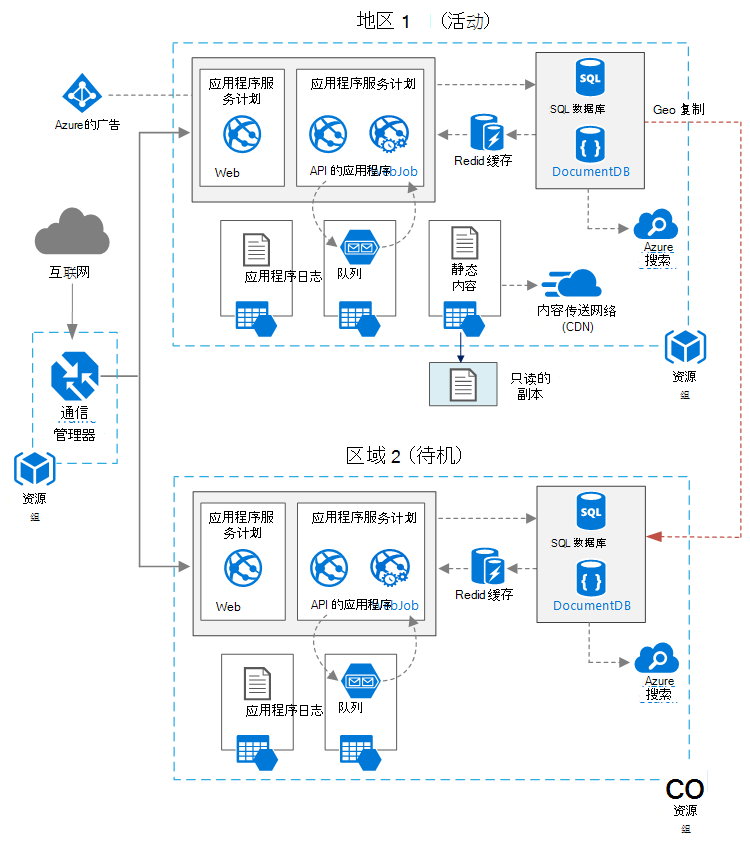 地区 1 (活动)
应用程序服
务计划
Web
应用程序服务计划
API 的应用程序
Job
SQL
SQL 数据库
DocumentDB
Geo 复制
Redid 缓存
Azure的广告
互联网
通信
管理器
资源
组
应用程序日志
队列
静态
内容
Azure
搜索
内容传送网络
(CDN)
只读的
副本
资源
组
区域 2 (待机)
应用程序服
务计划
Web
应用程序服务计划
API 的应用程序
Job
SQL
SQL 数据库
DocumentDB
Redid 缓存
应用程序日志
队列
Azure
搜索
CO
资源
组